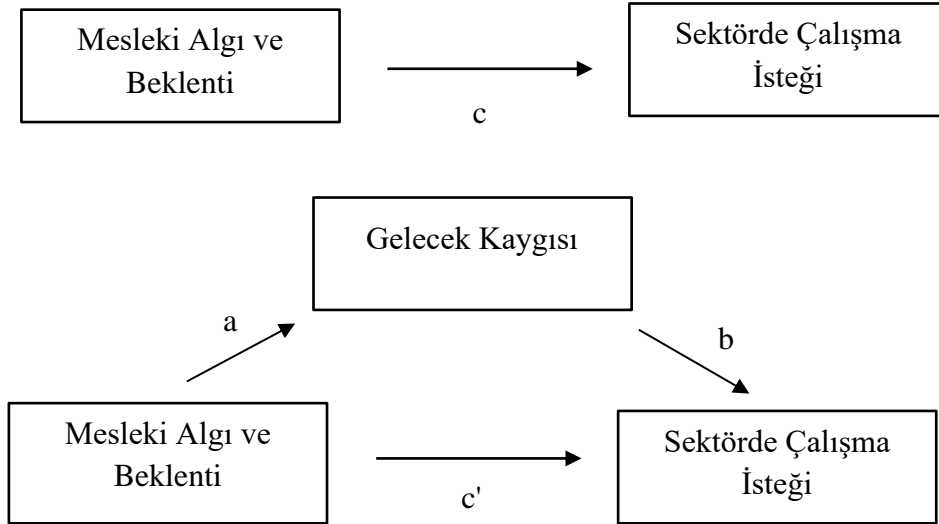 Mesleki Algı ve
Beklenti
Sektörde Çalışma
İsteği
c
Gelecek Kaygısı
a
b
Mesleki Algı ve
Beklenti
Sektörde Çalışma
İsteği
c'